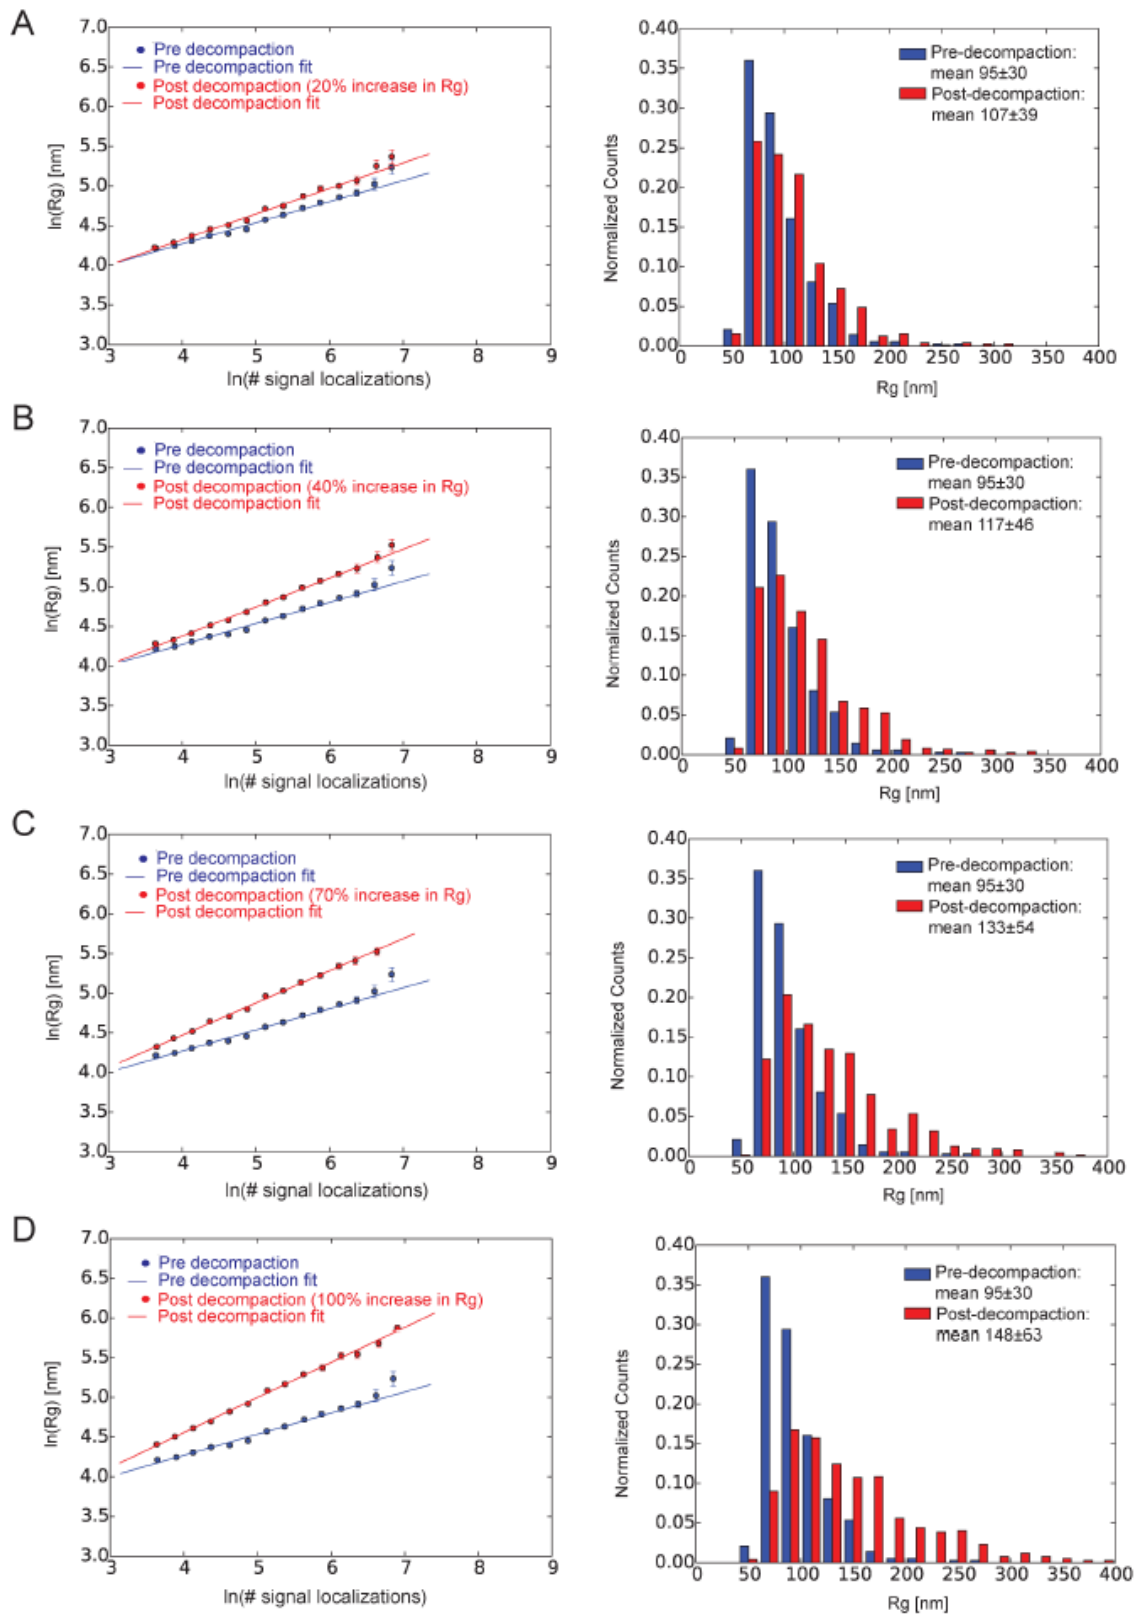 A
7.0
6.5
6.0
5.5
5.0
4.5
4.0
3.5
3.0
3 4 5 6 7 8 9
ln(Rg) [nm]
ln(# signal localizations)
Pre decompaction
Pre decompaction fit
Post decompaction (20% increase in Rg)
Post decompaction fit
0.40
0.35
0.30
0.25
0.20
0.15
0.10
0.05
0.00
0 50 100 150 200 250 300 350 400
Normalized Counts
Rg [nm]
Pre-decompaction:
mean 95±30
Post-decompaction:
mean 107±39
B
7.0
6.5
6.0
5.5
5.0
4.5
4.0
3.5
3.0
3 4 5 6 7 8 9
ln(Rg) [nm]
ln(# signal localizations)
Pre decompaction
Pre decompaction fit
Post decompaction (40% increase in Rg)
Post decompaction fit
0.40
0.35
0.30
0.25
0.20
0.15
0.10
0.05
0.00
0 50 100 150 200 250 300 350 400
Normalized Counts
Rg [nm]
Pre-decompaction:
mean 95±30
Post-decompaction:
mean 117±46
C
7.0
6.5
6.0
5.5
5.0
4.5
4.0
3.5
3.0
3 4 5 6 7 8 9
ln(Rg) [nm]
ln(# signal localizations)
Pre decompaction
Pre decompaction fit
Post decompaction (70% increase in Rg)
Post decompaction fit
0.40
0.35
0.30
0.25
0.20
0.15
0.10
0.05
0.00
0 50 100 150 200 250 300 350 400
Normalized Counts
Rg [nm]
Pre-decompaction:
mean 95±30
Post-decompaction:
mean 133±54
D
7.0
6.5
6.0
5.5
5.0
4.5
4.0
3.5
3.0
3 4 5 6 7 8 9
ln(Rg) [nm]
ln(# signal localizations)
Pre decompaction
Pre decompaction fit
Post decompaction (100% increase in Rg)
Post decompaction fit
0.40
0.35
0.30
0.25
0.20
0.15
0.10
0.05
0.00
0 50 100 150 200 250 300 350 400
Normalized Counts
Rg [nm]
Pre-decompaction:
mean 95±30
Post-decompaction:
mean 148±63